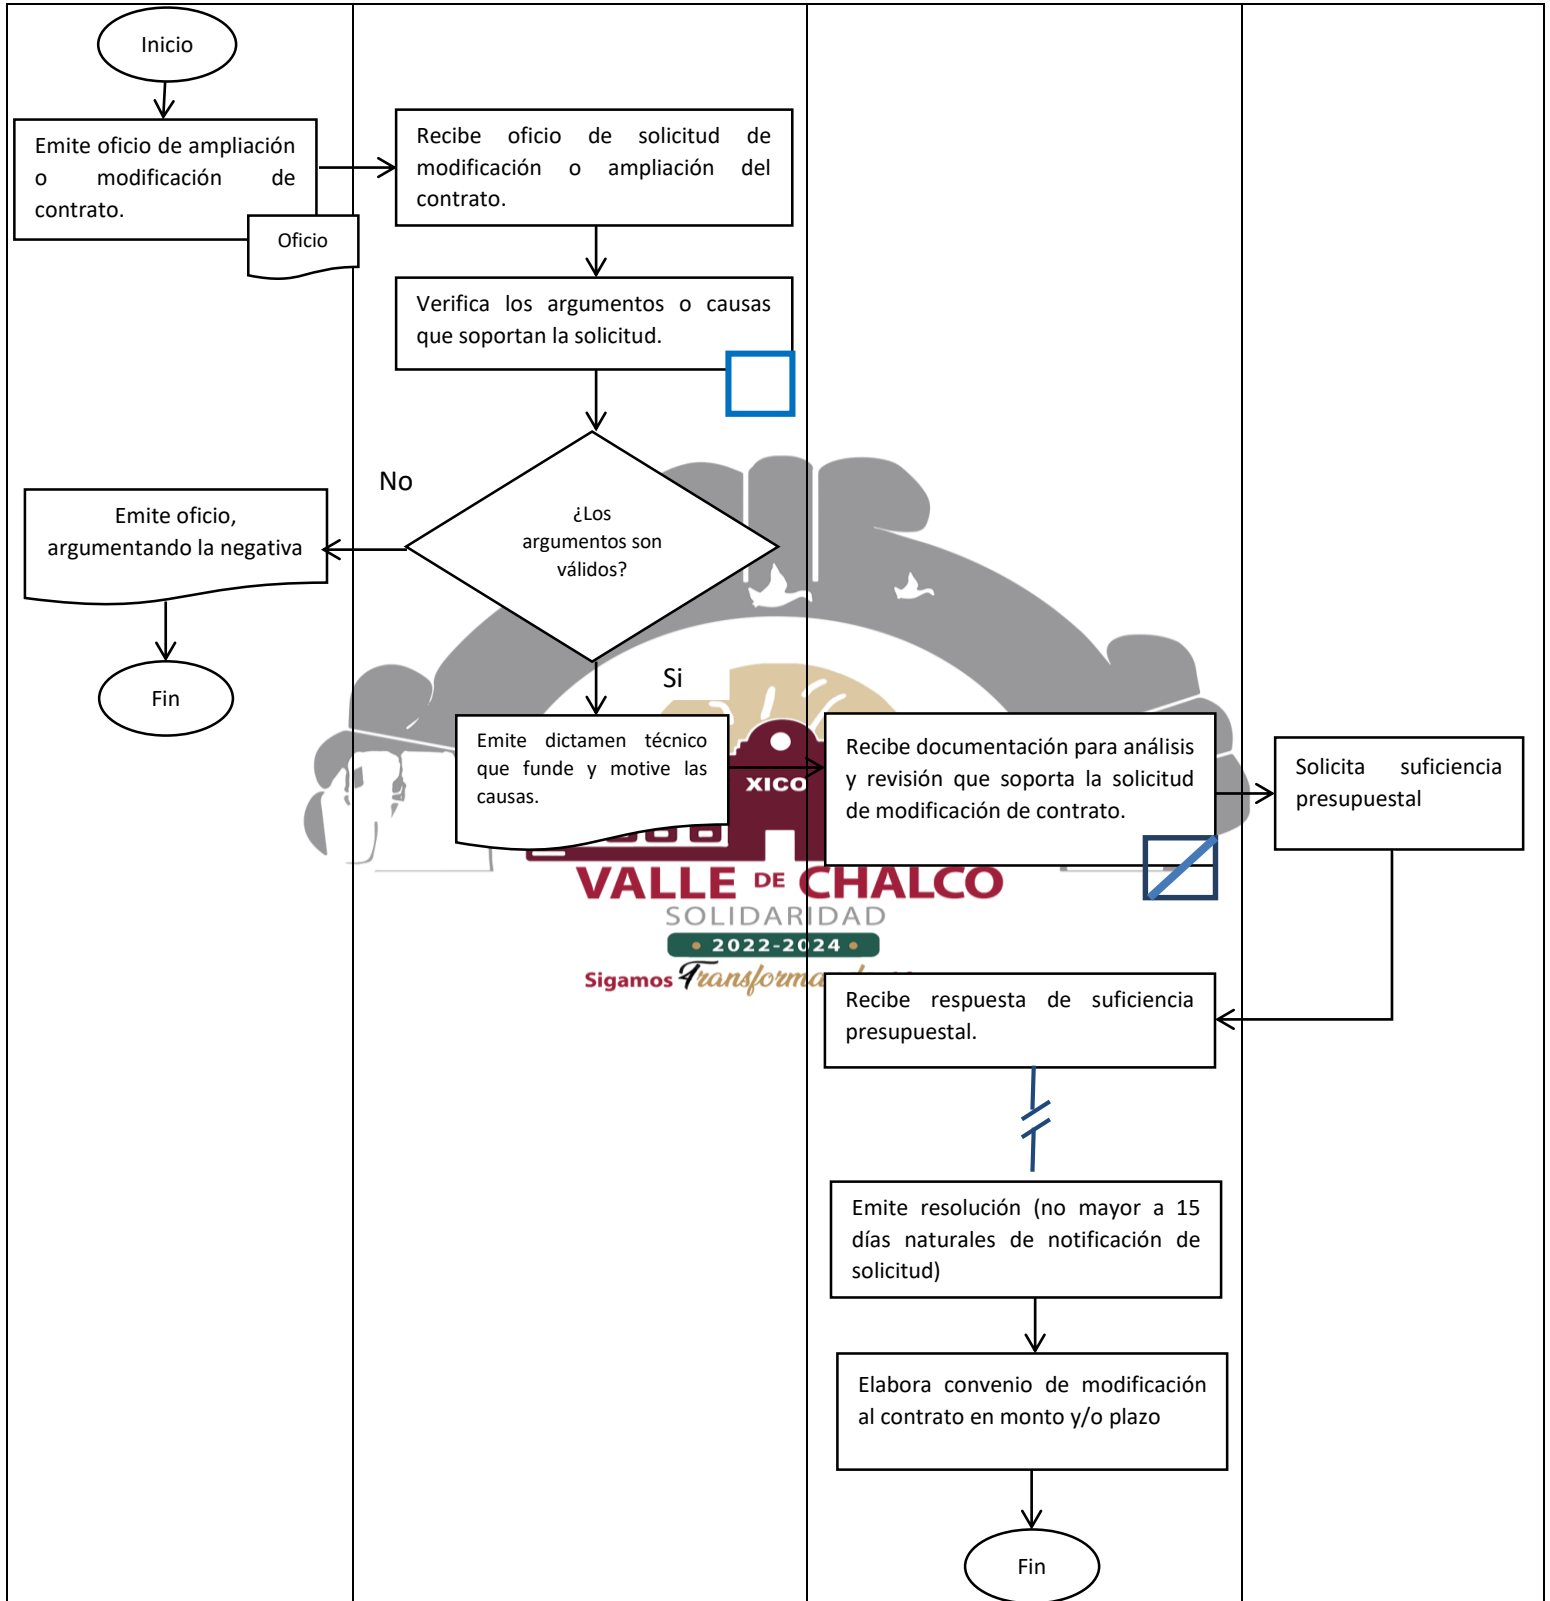 Inicio
Emite oficio de ampliación
o modificación de
contrato.
Oficio
Recibe oficio de solicitud de
modificación o ampliación del
contrato.
Verifica los argumentos o causas
que soportan la solicitud.
¿Los
argumentos son
válidos?
No
Emite oficio,
argumentando la negativa
Fin
Si
Emite dictamen técnico
que funde y motive las
causas.
Recibe documentación para análisis
y revisión que soporta la solicitud
de modificación de contrato.
Solicita suficiencia
presupuestal
XICO
VALLE DE CHALCO
SOLIDARIDAD
2022-2024
Sigamos
Recibe respuesta de suficiencia
presupuestal.
Emite resolución (no mayor a 15
días naturales de notificación de
solicitud)
Elabora convenio de modificación
al contrato en monto y/o plazo
Fin